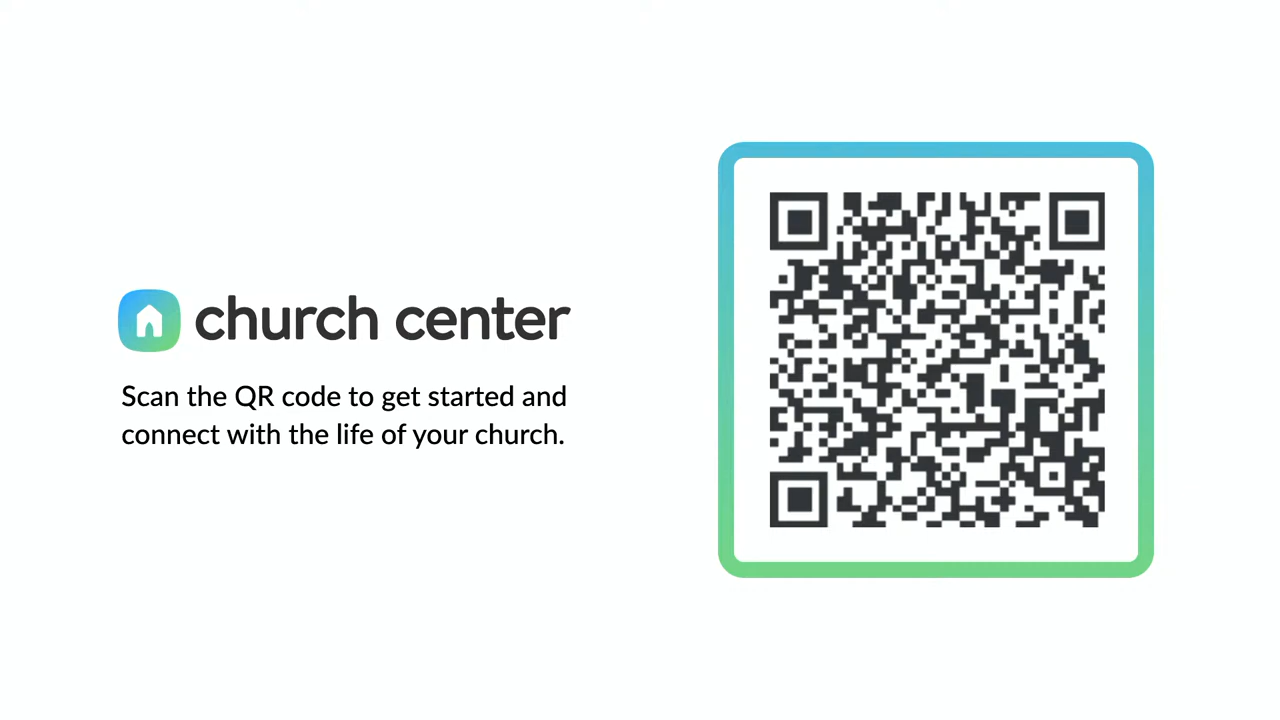 church center
Scan the QR code to get started and
connect with the life of your church.